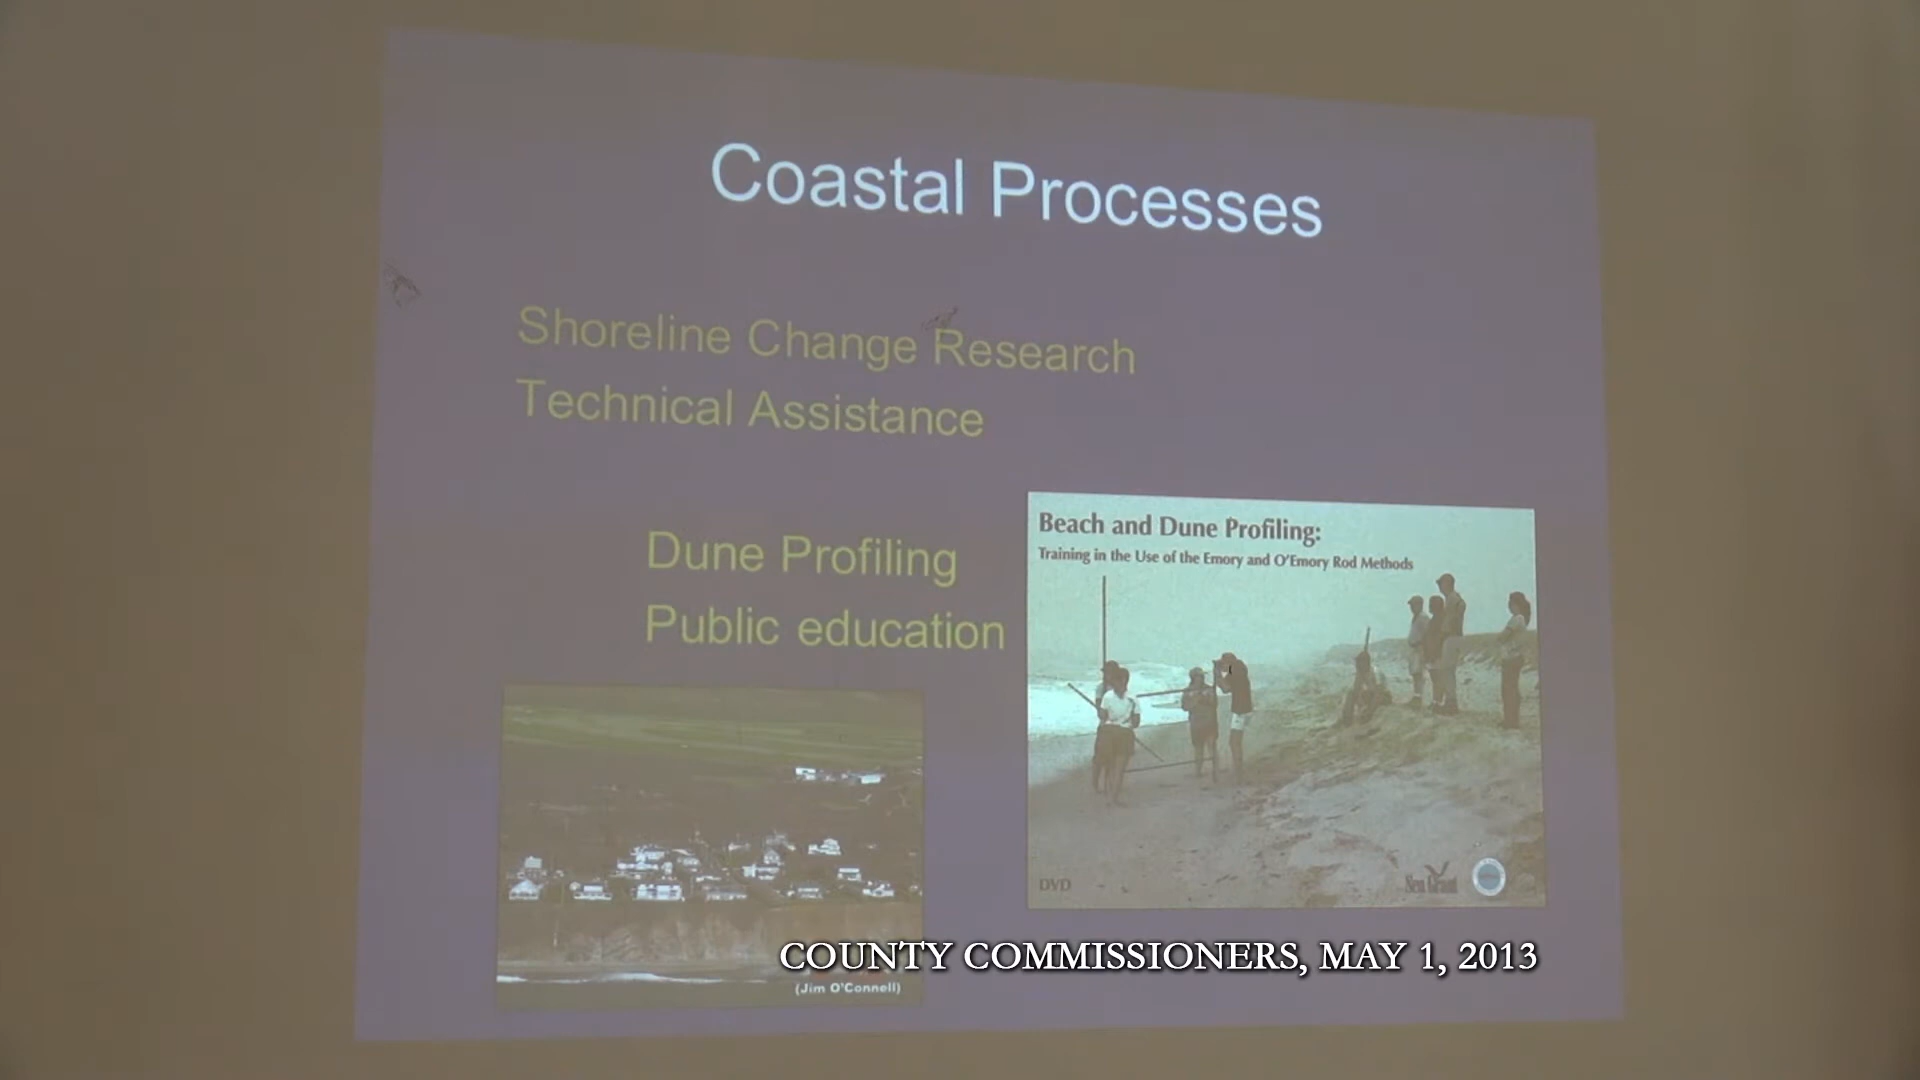 Coastal Processes
Shoreline Change Research
Technical Assistance
Dune Profiling
Public education
Beach and Dune Profiling:
Training in the Use of the Emory and O'Emory Rod Methods
DVD
Sea Grant
COUNTY COMMISSIONERS, MAY 1, 2013
(Jim O'Connell)